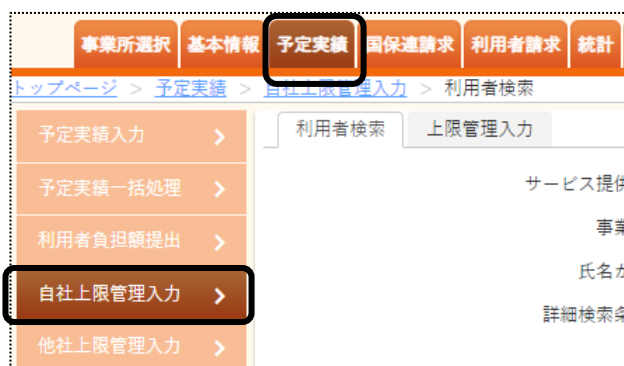 事業所選択 基本情報 予定実績 国保連請求 利用者請求 統計
トップページ > 予定実績 > 自社上限管理入力 > 利用者検索
予定実績入力
利用者検索 上限管理入力
予定実績一括処理
サービス提供
利用者負担額提出
事業
自社上限管理入力
氏名カ
詳細検索条
他社上限管理入力